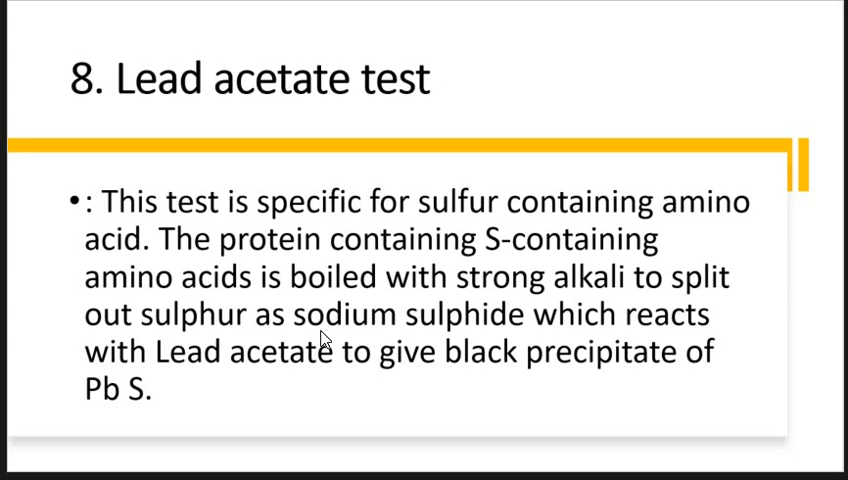 8. Lead acetate test
• : This test is specific for sulfur containing amino
acid. The protein containing S-containing
amino acids is boiled with strong alkali to split
out sulphur as sodium sulphide which reacts
with Lead acetate to give black precipitate of
Pb S.